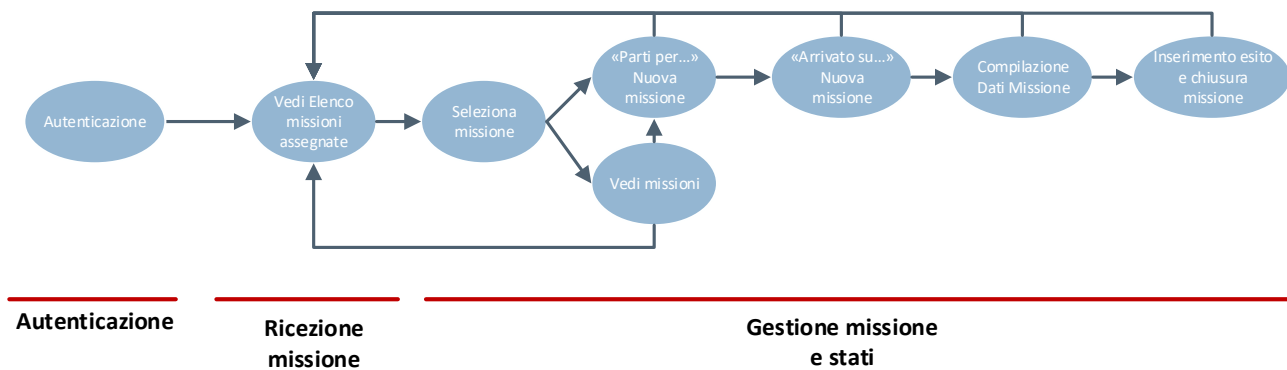 Autenticazione
Vedi Elenco
missioni
assegnate
Seleziona
missione
«Parti per…»
Nuova
missione
Vedi missioni
«Arrivato su…»
Nuova
missione
Compilazione
Dati Missione
Inserimento esito
e chiusura
missione
Autenticazione
Ricezione
missione
Gestione missione
e stati